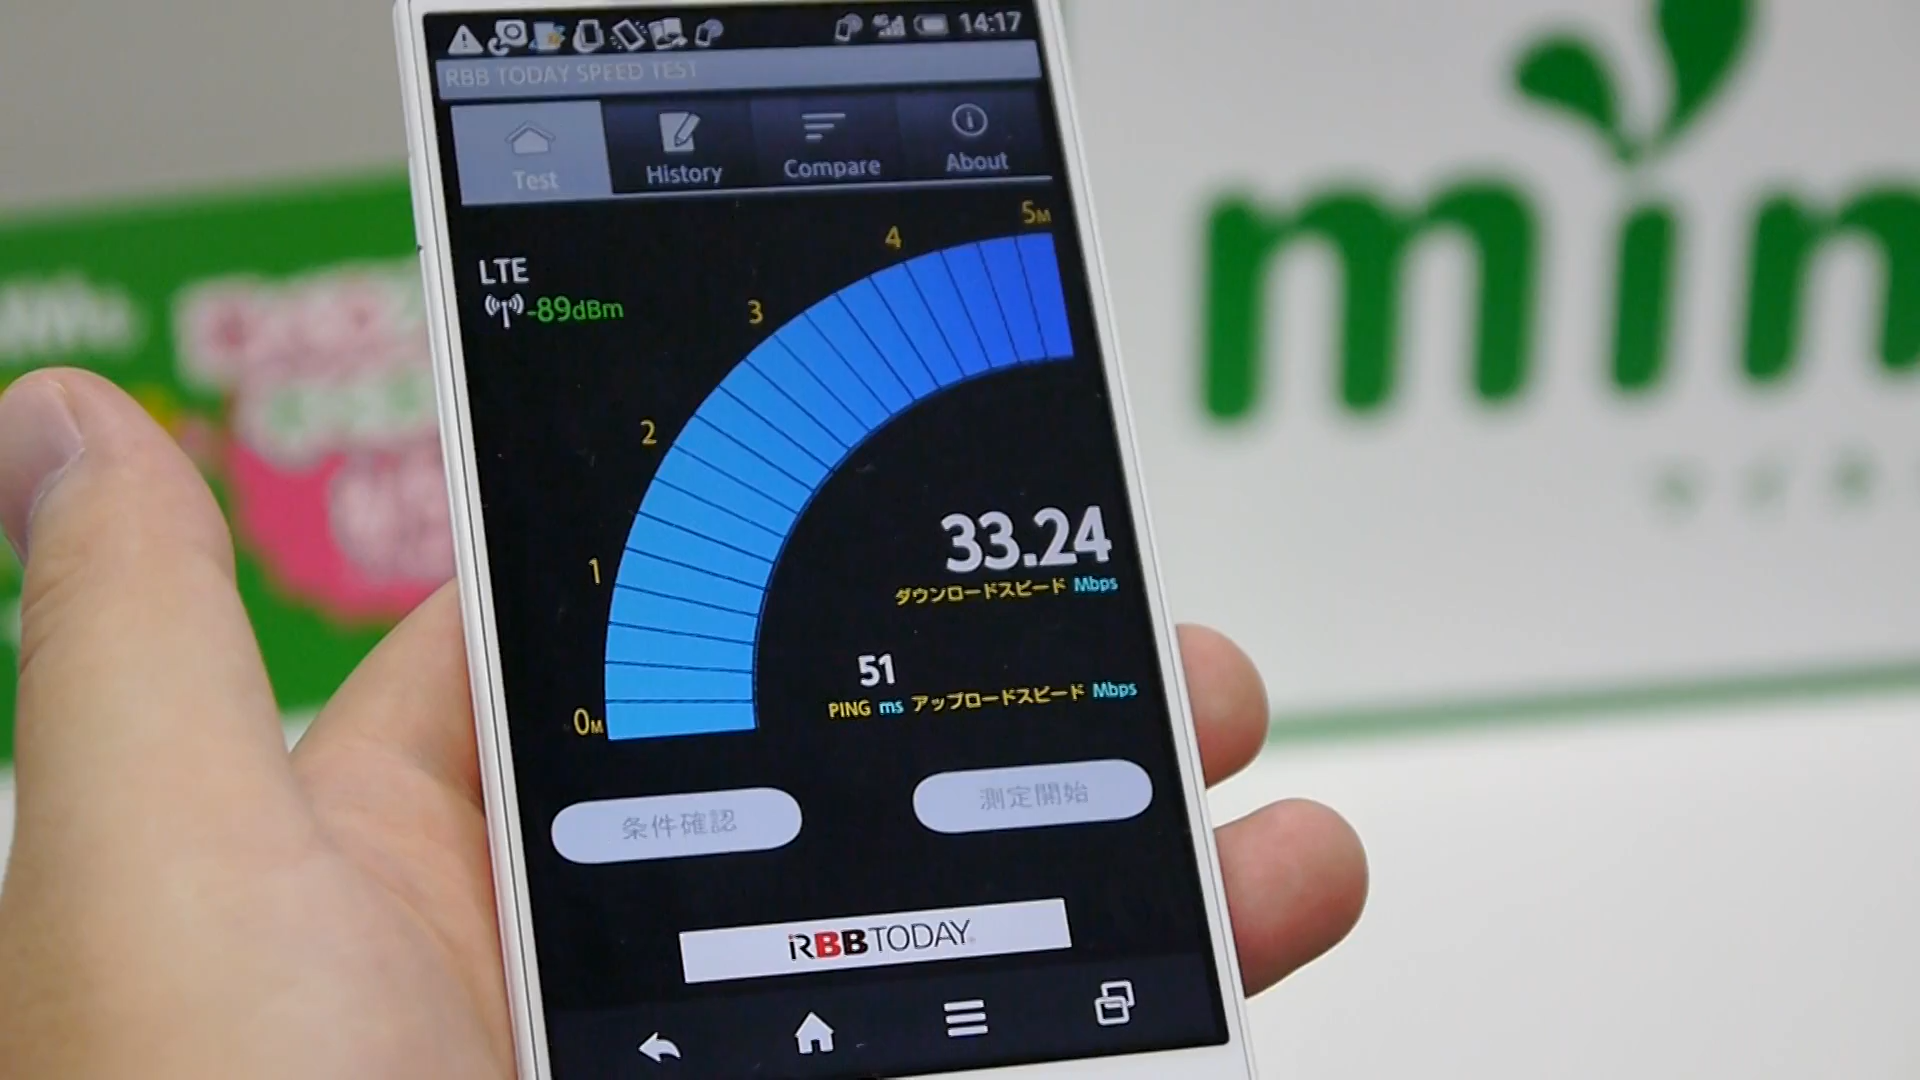 4G 14:17
RBB TODAY SPEED TEST
Test History Compare About
LTE
-89dBm
5M
4
3
2
1
0M
33.24
ダウンロードスピード Mbps
51
PING ms アップロードスピード Mbps
条件確認 測定開始
RBB TODAY
min